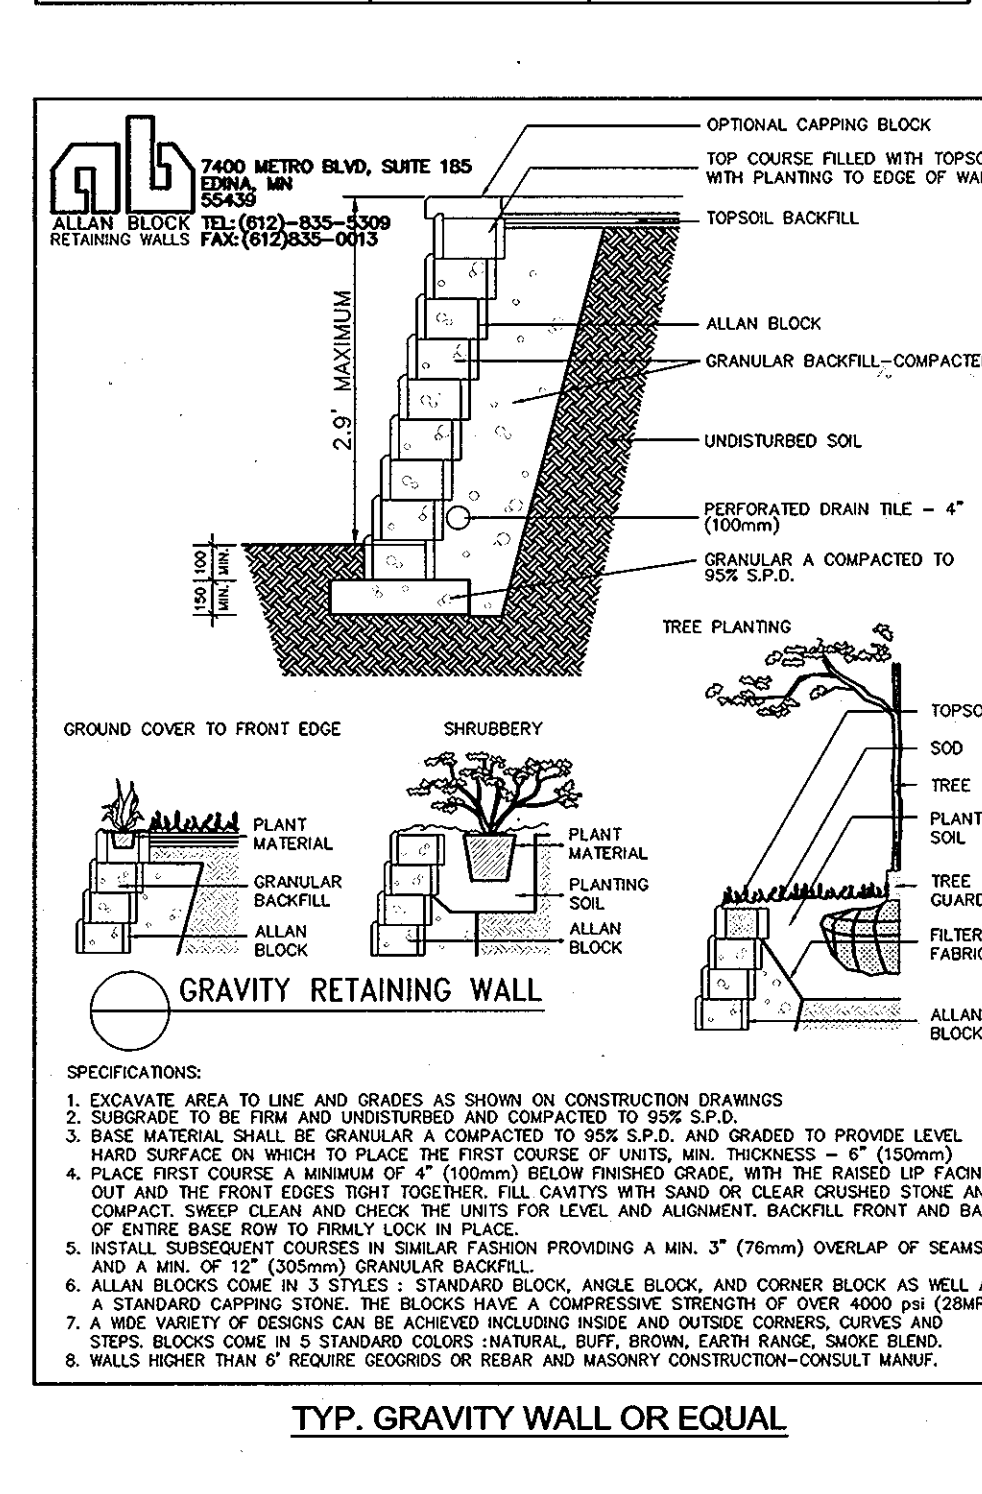 ALLAN BLOCK
RETAINING WALLS
7400 METRO BLVD, SUITE 185
EDINA, MN
55439
TEL:(612)-835-5309
FAX:(612)835-0013
OPTIONAL CAPPING BLOCK
TOP COURSE FILLED WITH TOPSO
WITH PLANTING TO EDGE OF WAL
TOPSOIL BACKFILL
ALLAN BLOCK
GRANULAR BACKFILL-COMPACTE
UNDISTURBED SOIL
PERFORATED DRAIN TILE - 4"
(100mm)
GRANULAR A COMPACTED TO
95% S.P.D.
2.9' MAXIMUM
100 MIN.
150 MIN.
TREE PLANTING
TOPSO
SOD
TREE
PLANT
SOIL
TREE
GUARD
FILTER
FABRIC
ALLAN
BLOCK
GROUND COVER TO FRONT EDGE
PLANT
MATERIAL
GRANULAR
BACKFILL
ALLAN
BLOCK
SHRUBBERY
PLANT
MATERIAL
PLANTING
SOIL
ALLAN
BLOCK
GRAVITY RETAINING WALL
SPECIFICATIONS:
1. EXCAVATE AREA TO LINE AND GRADES AS SHOWN ON CONSTRUCTION DRAWINGS
2. SUBGRADE TO BE FIRM AND UNDISTURBED AND COMPACTED TO 95% S.P.D.
3. BASE MATERIAL SHALL BE GRANULAR A COMPACTED TO 95% S.P.D. AND GRADED TO PROVIDE LEVEL
HARD SURFACE ON WHICH TO PLACE THE FIRST COURSE OF UNITS, MIN. THICKNESS - 6" (150mm)
4. PLACE FIRST COURSE A MINIMUM OF 4" (100mm) BELOW FINISHED GRADE, WITH THE RAISED LIP FACIN
OUT AND THE FRONT EDGES TIGHT TOGETHER. FILL CAVITYS WITH SAND OR CLEAR CRUSHED STONE AN
COMPACT. SWEEP CLEAN AND CHECK THE UNITS FOR LEVEL AND ALIGNMENT. BACKFILL FRONT AND BA
OF ENTIRE BASE ROW TO FIRMLY LOCK IN PLACE.
5. INSTALL SUBSEQUENT COURSES IN SIMILAR FASHION PROVIDING A MIN. 3" (76mm) OVERLAP OF SEAMS
AND A MIN. OF 12" (305mm) GRANULAR BACKFILL.
6. ALLAN BLOCKS COME IN 3 STYLES : STANDARD BLOCK, ANGLE BLOCK, AND CORNER BLOCK AS WELL A
A STANDARD CAPPING STONE. THE BLOCKS HAVE A COMPRESSIVE STRENGTH OF OVER 4000 psi (28MP
7. A WIDE VARIETY OF DESIGNS CAN BE ACHIEVED INCLUDING INSIDE AND OUTSIDE CORNERS, CURVES AND
STEPS. BLOCKS COME IN 5 STANDARD COLORS :NATURAL, BUFF, BROWN, EARTH RANGE, SMOKE BLEND.
8. WALLS HIGHER THAN 6' REQUIRE GEOGRIDS OR REBAR AND MASONRY CONSTRUCTION-CONSULT MANUF.
TYP. GRAVITY WALL OR EQUAL